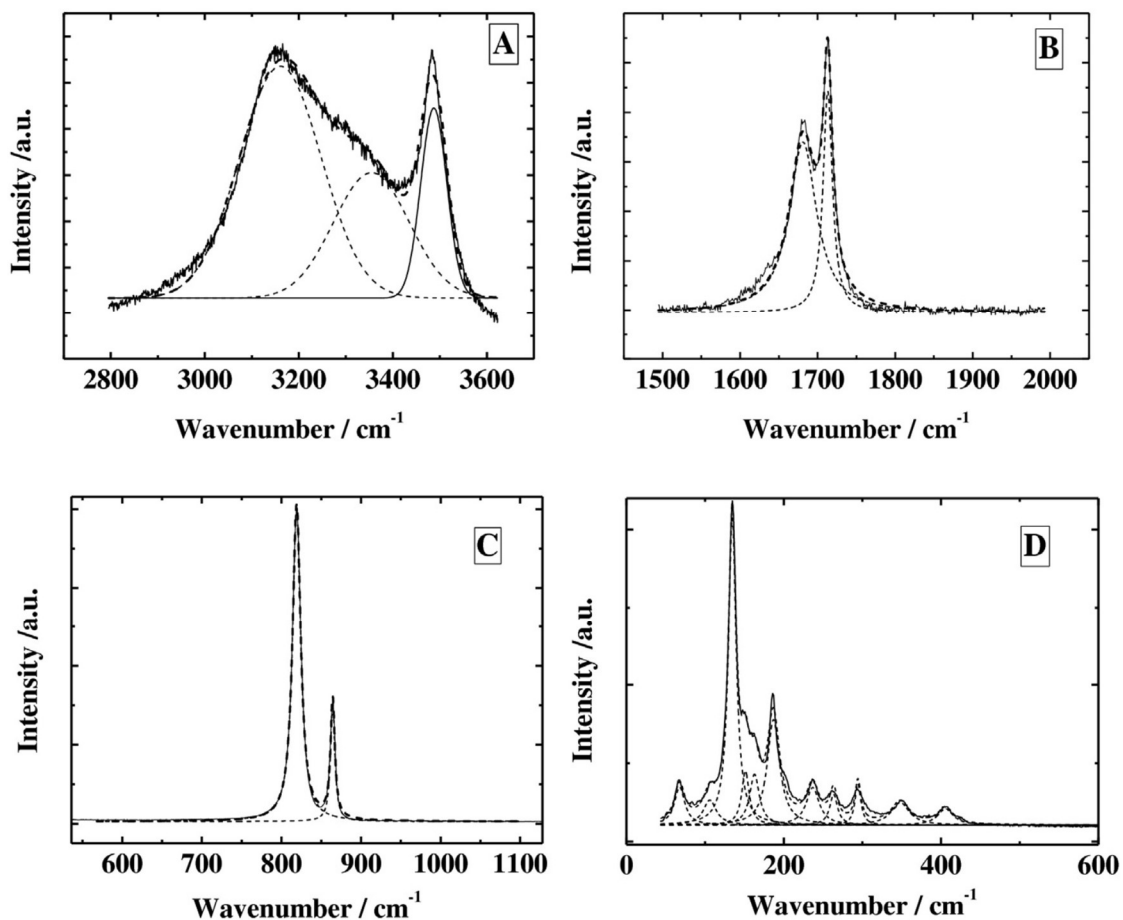 A
Intensity /a.u.
2800 3000 3200 3400 3600
Wavenumber / cm⁻¹
B
Intensity /a.u.
1500 1600 1700 1800 1900 2000
Wavenumber / cm⁻¹
C
Intensity /a.u.
600 700 800 900 1000 1100
Wavenumber / cm⁻¹
D
Intensity /a.u.
0 200 400 600
Wavenumber / cm⁻¹